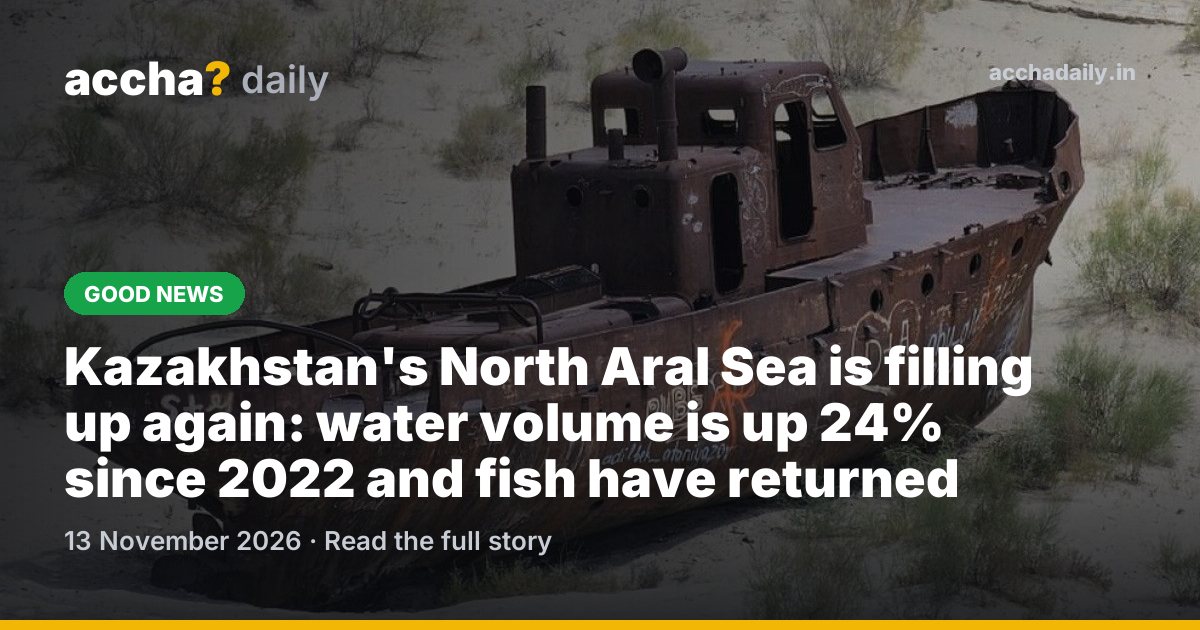 accha? daily
acchadaily.in
GOOD NEWS
Kazakhstan's North Aral Sea is filling
up again: water volume is up 24%
since 2022 and fish have returned
13 November 2026 · Read the full story